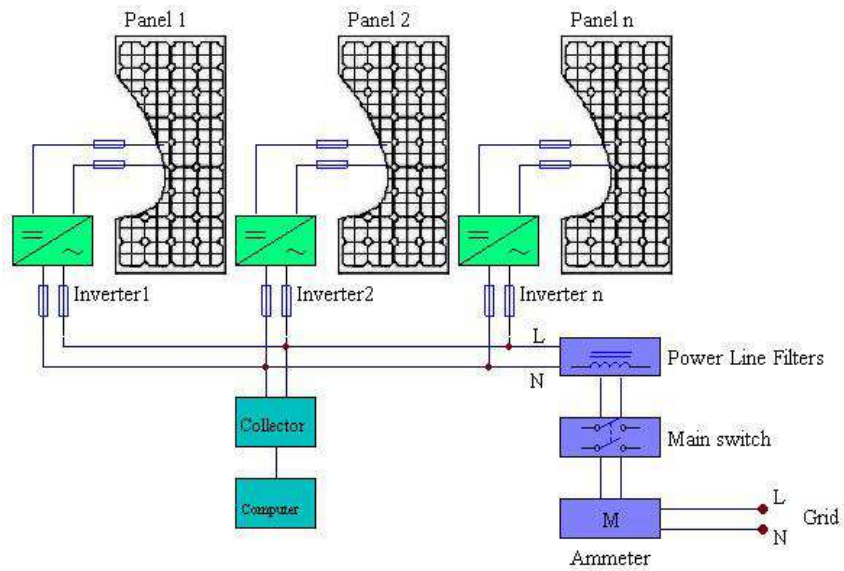 Panel 1
Panel 2
Panel n
Inverter1
Inverter2
Inverter n
L
N
Power Line Filters
Collector
Main switch
Computer
M
L
N
Grid
Ammeter